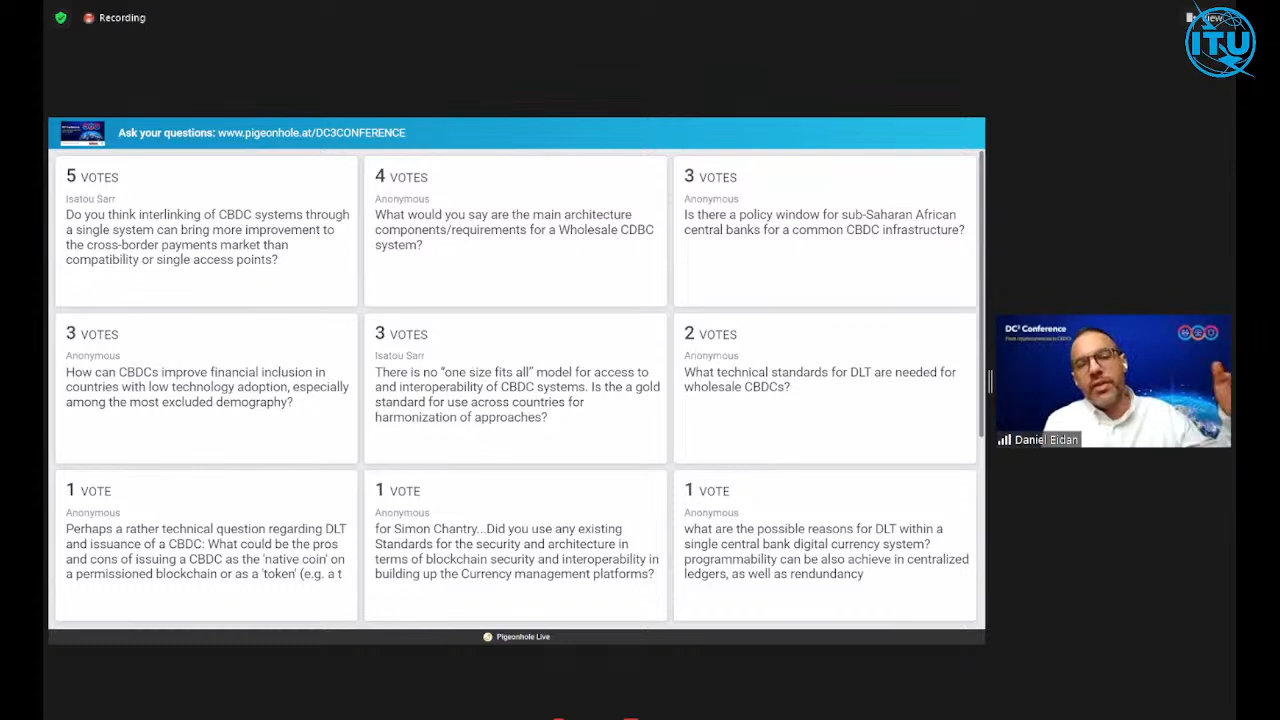 Recording
View
ITU
Ask your questions: www.pigeonhole.at/DC3CONFERENCE
5 VOTES
Isatou Sarr
Do you think interlinking of CBDC systems through
a single system can bring more improvement to
the cross-border payments market than
compatibility or single access points?
4 VOTES
Anonymous
What would you say are the main architecture
components/requirements for a Wholesale CDBC
system?
3 VOTES
Anonymous
Is there a policy window for sub-Saharan African
central banks for a common CBDC infrastructure?
3 VOTES
Anonymous
How can CBDCs improve financial inclusion in
countries with low technology adoption, especially
among the most excluded demography?
3 VOTES
Isatou Sarr
There is no “one size fits all” model for access to
and interoperability of CBDC systems. Is the a gold
standard for use across countries for
harmonization of approaches?
2 VOTES
Anonymous
What technical standards for DLT are needed for
wholesale CBDCs?
1 VOTE
Anonymous
Perhaps a rather technical question regarding DLT
and issuance of a CBDC: What could be the pros
and cons of issuing a CBDC as the 'native coin' on
a permissioned blockchain or as a 'token' (e.g. a t
1 VOTE
Anonymous
for Simon Chantry...Did you use any existing
Standards for the security and architecture in
terms of blockchain security and interoperability in
building up the Currency management platforms?
1 VOTE
Anonymous
what are the possible reasons for DLT within a
single central bank digital currency system?
programmability can be also achieve in centralized
ledgers, as well as rendundancy
DC³ Conference
From cryptocurrencies to CBDCs
Daniel Eidan
Pigeonhole Live